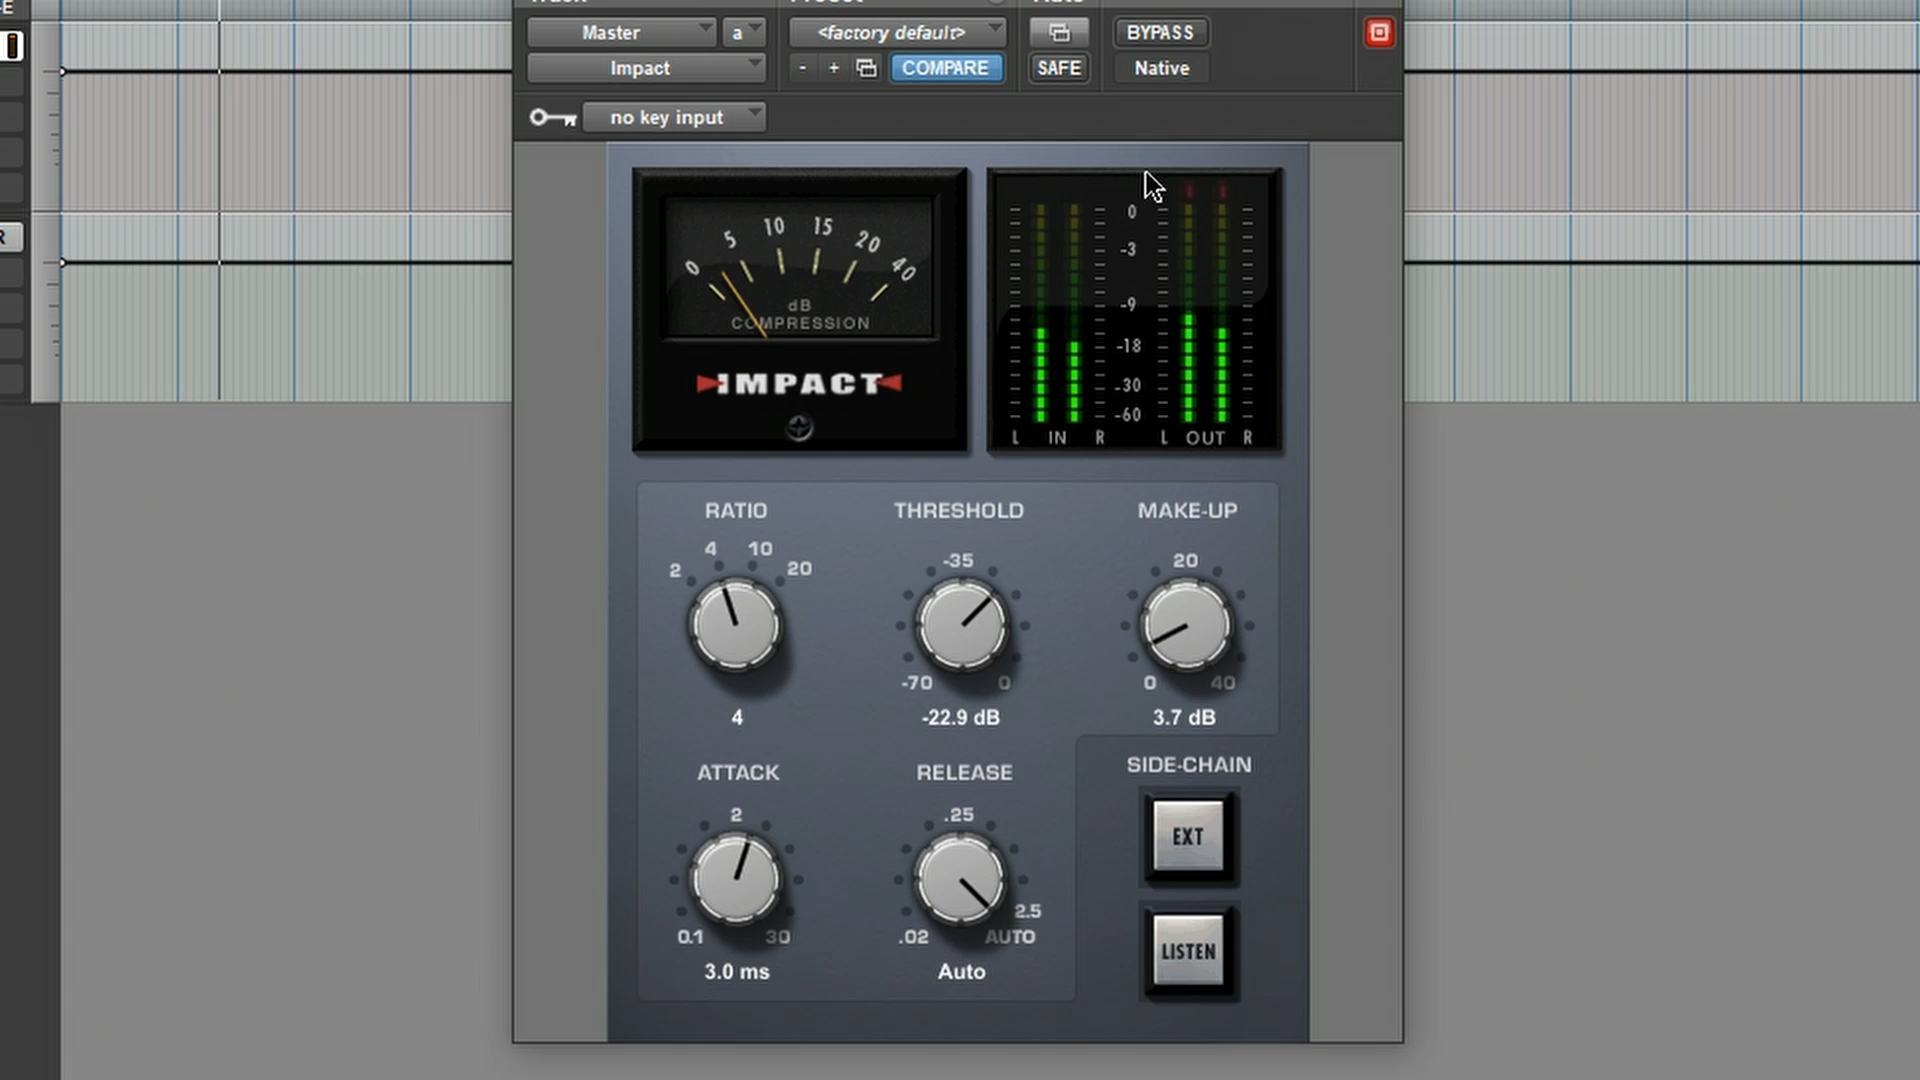 Master
a
<factory default>
BYPASS
Impact
- + COMPARE
SAFE
Native
no key input
0 5 10 15 20 40
dB
COMPRESSION
IMPACT
0
-3
-9
-18
-30
-60
L IN R L OUT R
RATIO
2 4 10 20
4
THRESHOLD
-35
-70 0
-22.9 dB
MAKE-UP
20
0 40
3.7 dB
ATTACK
2
0.1 30
3.0 ms
RELEASE
.25
2.5
.02 AUTO
Auto
SIDE-CHAIN
EXT
LISTEN